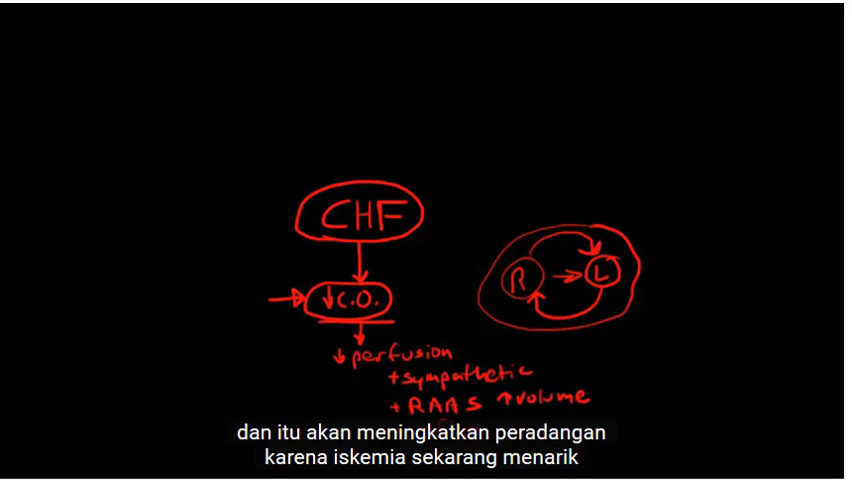 CHF
↓C.O.
R → L
↓ perfusion
+ sympathetic
+ RAAS ↑volume
dan itu akan meningkatkan peradangan
karena iskemia sekarang menarik